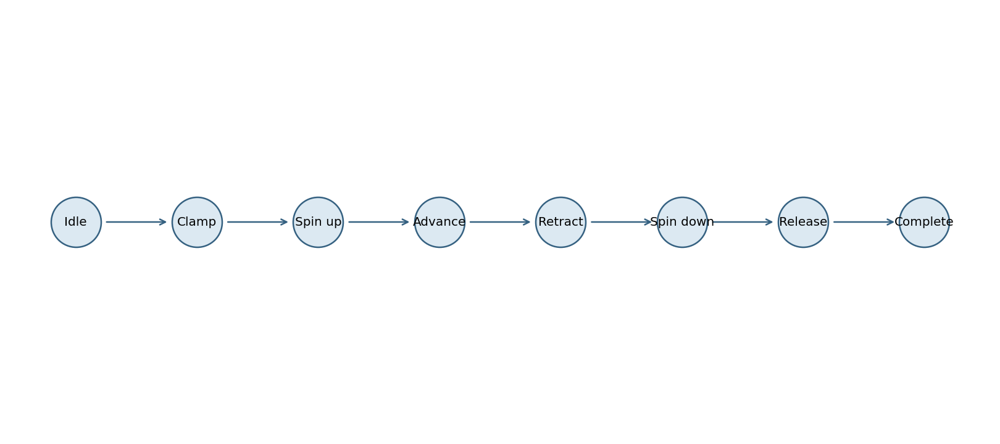 Idle
Clamp
Spin up
Advance
Retract
Spin down
Release
Complete